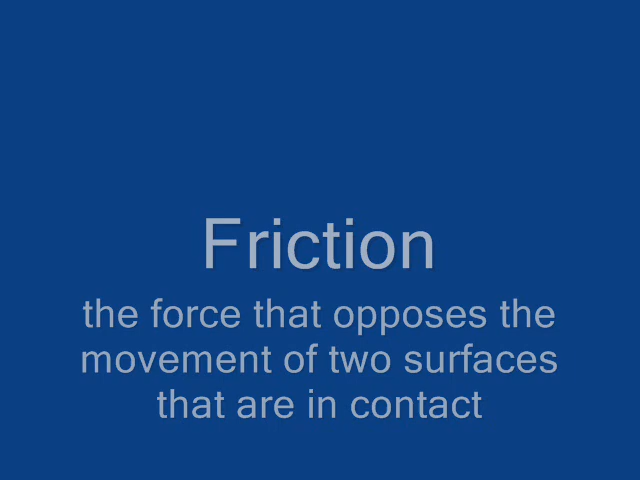 Friction
the force that opposes the
movement of two surfaces
that are in contact